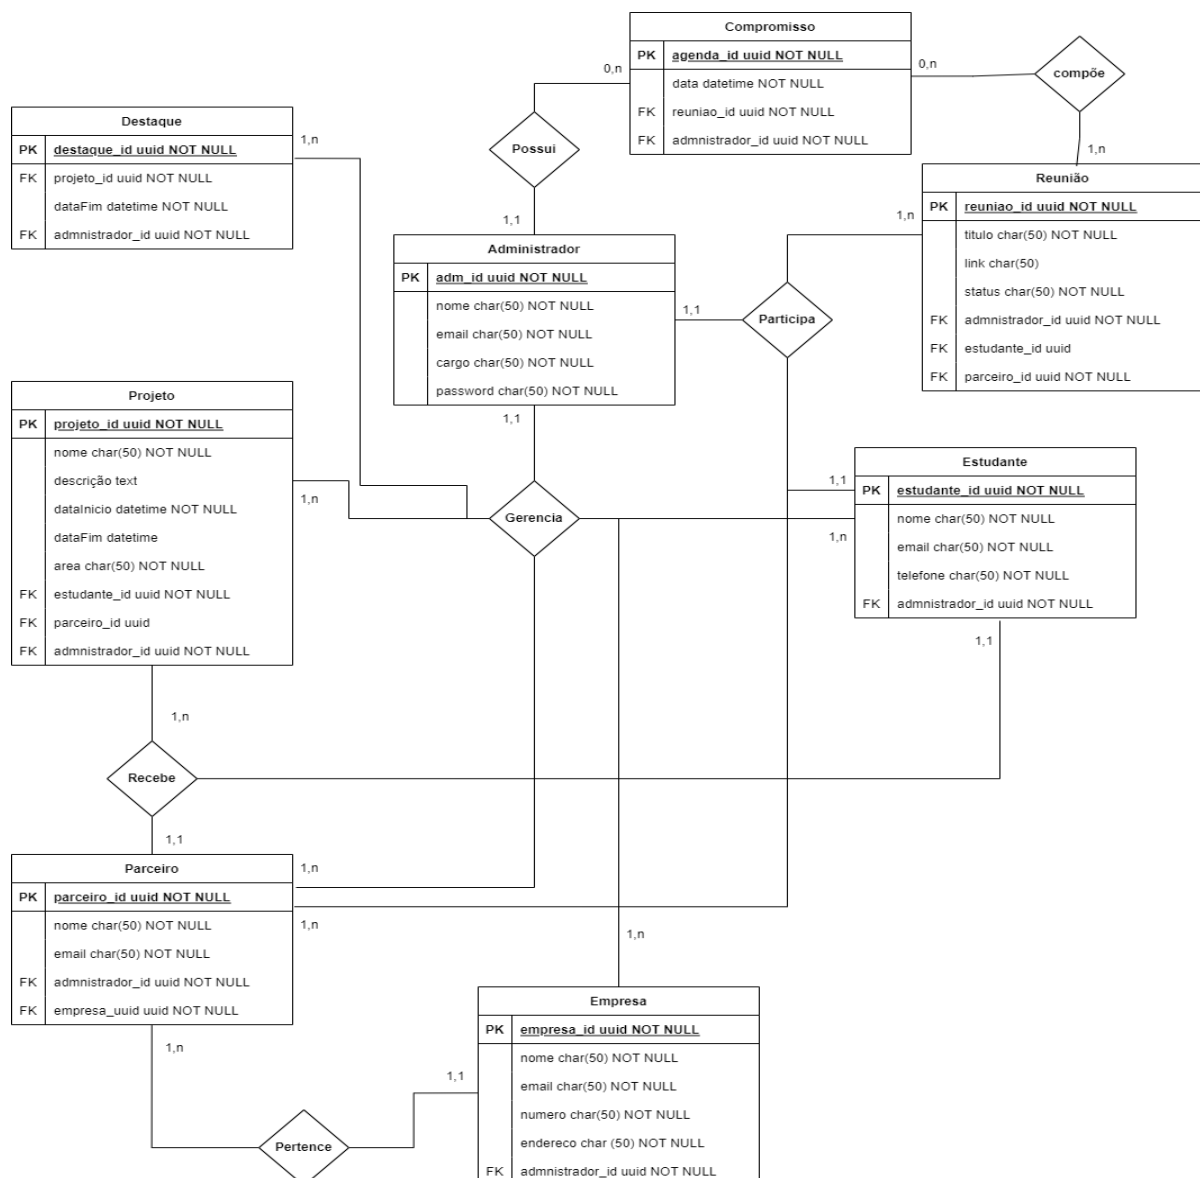 Compromisso
PK agenda_id uuid NOT NULL
data datetime NOT NULL
FK reuniao_id uuid NOT NULL
FK admnistrador_id uuid NOT NULL
0,n
0,n
compõe
1,n
Possui
1,1
Destaque
PK destaque_id uuid NOT NULL
FK projeto_id uuid NOT NULL
dataFim datetime NOT NULL
FK admnistrador_id uuid NOT NULL
1,n
Reunião
PK reuniao_id uuid NOT NULL
titulo char(50) NOT NULL
link char(50)
status char(50) NOT NULL
FK admnistrador_id uuid NOT NULL
FK estudante_id uuid
FK parceiro_id uuid NOT NULL
1,n
Administrador
PK adm_id uuid NOT NULL
nome char(50) NOT NULL
email char(50) NOT NULL
cargo char(50) NOT NULL
password char(50) NOT NULL
1,1
Participa
1,1
Projeto
PK projeto_id uuid NOT NULL
nome char(50) NOT NULL
descrição text
dataInicio datetime NOT NULL
dataFim datetime
area char(50) NOT NULL
FK estudante_id uuid NOT NULL
FK parceiro_id uuid
FK admnistrador_id uuid NOT NULL
1,n
Gerencia
1,1
1,n
Estudante
PK estudante_id uuid NOT NULL
nome char(50) NOT NULL
email char(50) NOT NULL
telefone char(50) NOT NULL
FK admnistrador_id uuid NOT NULL
1,1
1,n
Recebe
1,1
Parceiro
PK parceiro_id uuid NOT NULL
nome char(50) NOT NULL
email char(50) NOT NULL
FK admnistrador_id uuid NOT NULL
FK empresa_uuid uuid NOT NULL
1,n
1,n
1,n
1,n
Pertence
1,1
Empresa
PK empresa_id uuid NOT NULL
nome char(50) NOT NULL
email char(50) NOT NULL
numero char(50) NOT NULL
endereco char (50) NOT NULL
FK admnistrador_id uuid NOT NULL